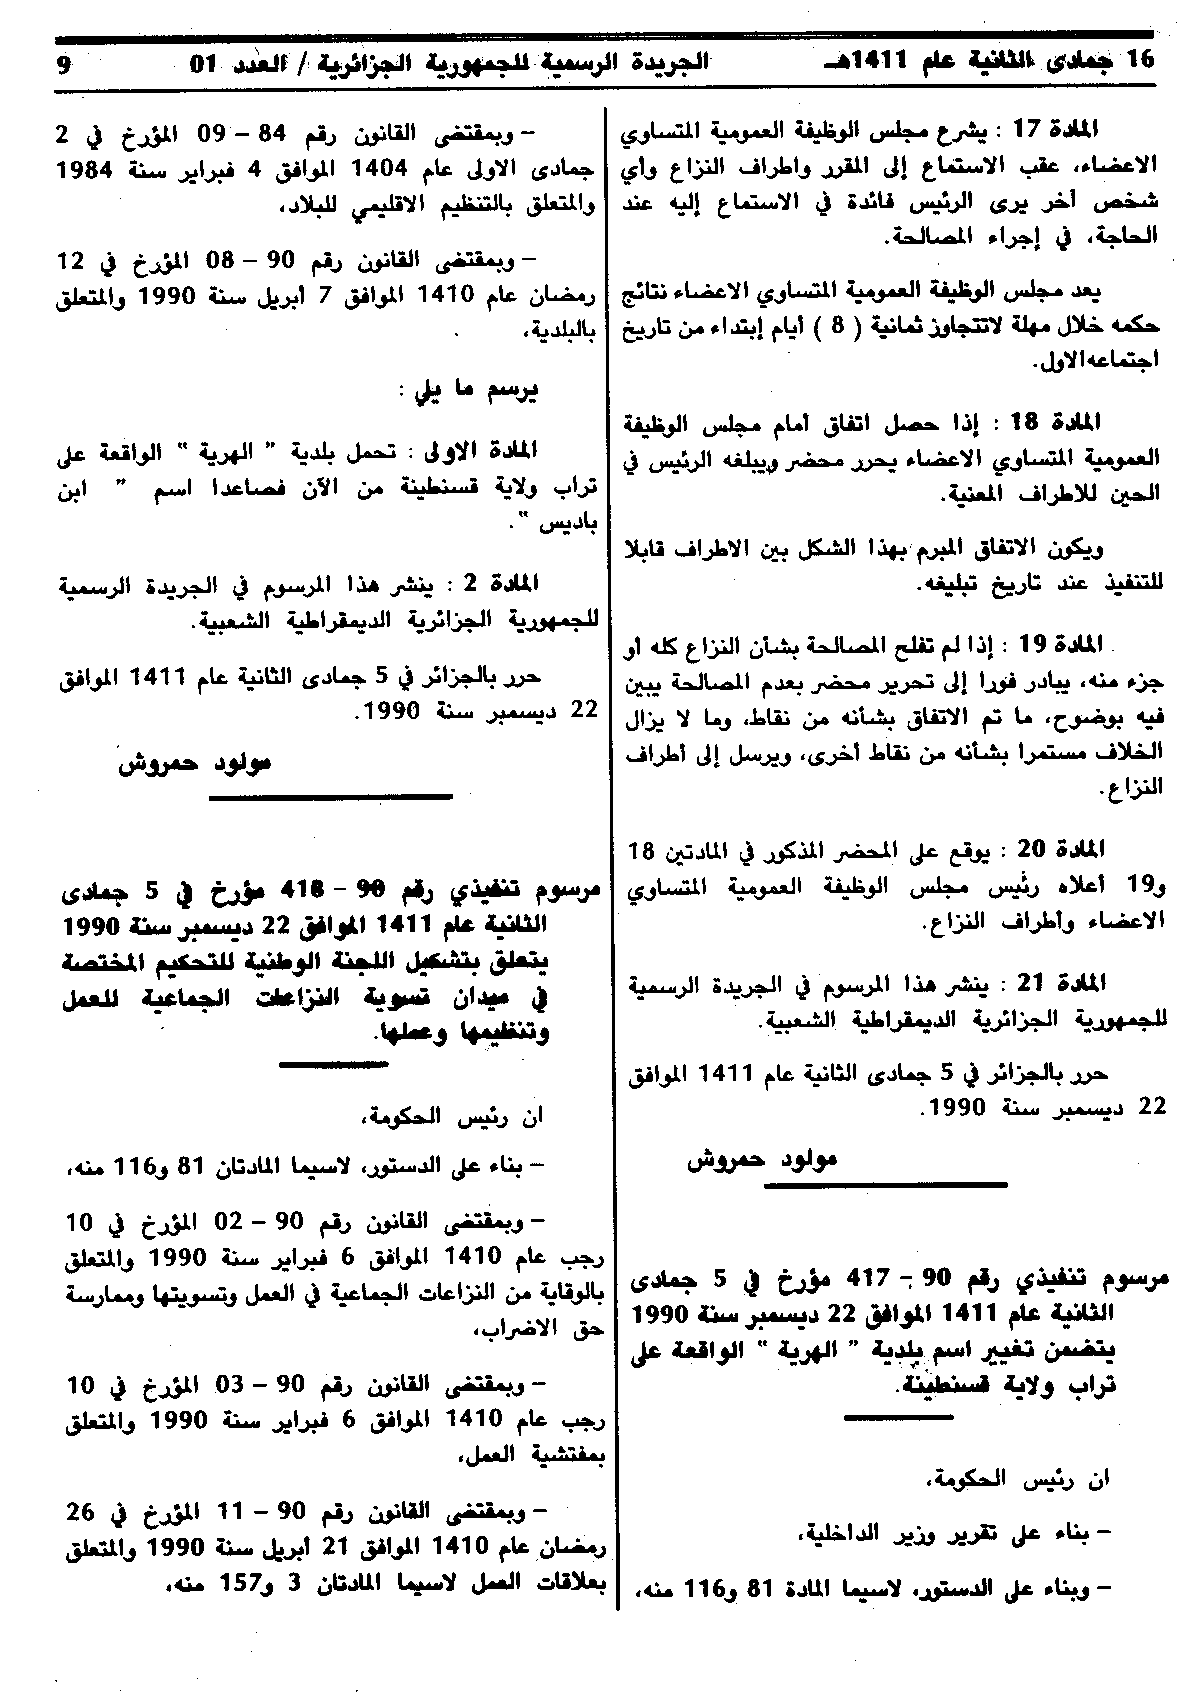 16 جمادى الثانية عام 1411هـ الجريدة الرسمية للجمهورية الجزائرية / العدد 01 9
المادة 17 : يشرع مجلس الوظيفة العمومية المتساوي
الاعضاء، عقب الاستماع إلى المقرر وأطراف النزاع وأي
شخص آخر يرى الرئيس فائدة في الاستماع إليه عند
الحاجة، في إجراء المصالحة.
يعد مجلس الوظيفة العمومية المتساوي الاعضاء نتائج
حكمه خلال مهلة لاتتجاوز ثمانية ( 8 ) أيام إبتداء من تاريخ
اجتماعه الاول.
المادة 18 : إذا حصل اتفاق أمام مجلس الوظيفة
العمومية المتساوي الاعضاء يحرر محضر ويبلغه الرئيس في
الحين للاطراف المعنية.
ويكون الاتفاق المبرم بهذا الشكل بين الاطراف قابلا
للتنفيذ عند تاريخ تبليغه.
المادة 19 : إذا لم تفلح المصالحة بشأن النزاع كله أو
جزء منه، يبادر فورا إلى تحرير محضر بعدم المصالحة يبين
فيه بوضوح، ما تم الاتفاق بشأنه من نقاط، وما لا يزال
الخلاف مستمرا بشأنه من نقاط أخرى، ويرسل إلى أطراف
النزاع.
المادة 20 : يوقع على المحضر المذكور في المادتين 18
و19 أعلاه رئيس مجلس الوظيفة العمومية المتساوي
الاعضاء وأطراف النزاع.
المادة 21 : ينشر هذا المرسوم في الجريدة الرسمية
للجمهورية الجزائرية الديمقراطية الشعبية.
حرر بالجزائر في 5 جمادى الثانية عام 1411 الموافق
22 ديسمبر سنة 1990.
مولود حمروش
مرسوم تنفيذي رقم 90 - 417 مؤرخ في 5 جمادى
الثانية عام 1411 الموافق 22 ديسمبر سنة 1990
يتضمن تغيير اسم بلدية " الهرية " الواقعة على
تراب ولاية قسنطينة.
ان رئيس الحكومة،
– بناء على تقرير وزير الداخلية،
– وبناء على الدستور، لاسيما المادة 81 و116 منه،
– وبمقتضى القانون رقم 84 – 09 المؤرخ في 2
جمادى الاولى عام 1404 الموافق 4 فبراير سنة 1984
والمتعلق بالتنظيم الاقليمي للبلاد،
– وبمقتضى القانون رقم 90 – 08 المؤرخ في 12
رمضان عام 1410 الموافق 7 أبريل سنة 1990 والمتعلق
بالبلدية،
يرسم ما يلي :
المادة الاولى : تحمل بلدية " الهرية " الواقعة على
تراب ولاية قسنطينة من الآن فصاعدا اسم " ابن
باديس ".
المادة 2 : ينشر هذا المرسوم في الجريدة الرسمية
للجمهورية الجزائرية الديمقراطية الشعبية.
حرر بالجزائر في 5 جمادى الثانية عام 1411 الموافق
22 ديسمبر سنة 1990.
مولود حمروش
مرسوم تنفيذي رقم 90 – 418 مؤرخ في 5 جمادى
الثانية عام 1411 الموافق 22 ديسمبر سنة 1990
يتعلق بتشكيل اللجنة الوطنية للتحكيم المختصة
في ميدان تسوية النزاعات الجماعية للعمل
وتنظيمها وعملها.
ان رئيس الحكومة،
– بناء على الدستور، لاسيما المادتان 81 و116 منه،
– وبمقتضى القانون رقم 90 – 02 المؤرخ في 10
رجب عام 1410 الموافق 6 فبراير سنة 1990 والمتعلق
بالوقاية من النزاعات الجماعية في العمل وتسويتها وممارسة
حق الاضراب،
– وبمقتضى القانون رقم 90 – 03 المؤرخ في 10
رجب عام 1410 الموافق 6 فبراير سنة 1990 والمتعلق
بمفتشية العمل،
– وبمقتضى القانون رقم 90 – 11 المؤرخ في 26
رمضان عام 1410 الموافق 21 أبريل سنة 1990 والمتعلق
بعلاقات العمل لاسيما المادتان 3 و157 منه،